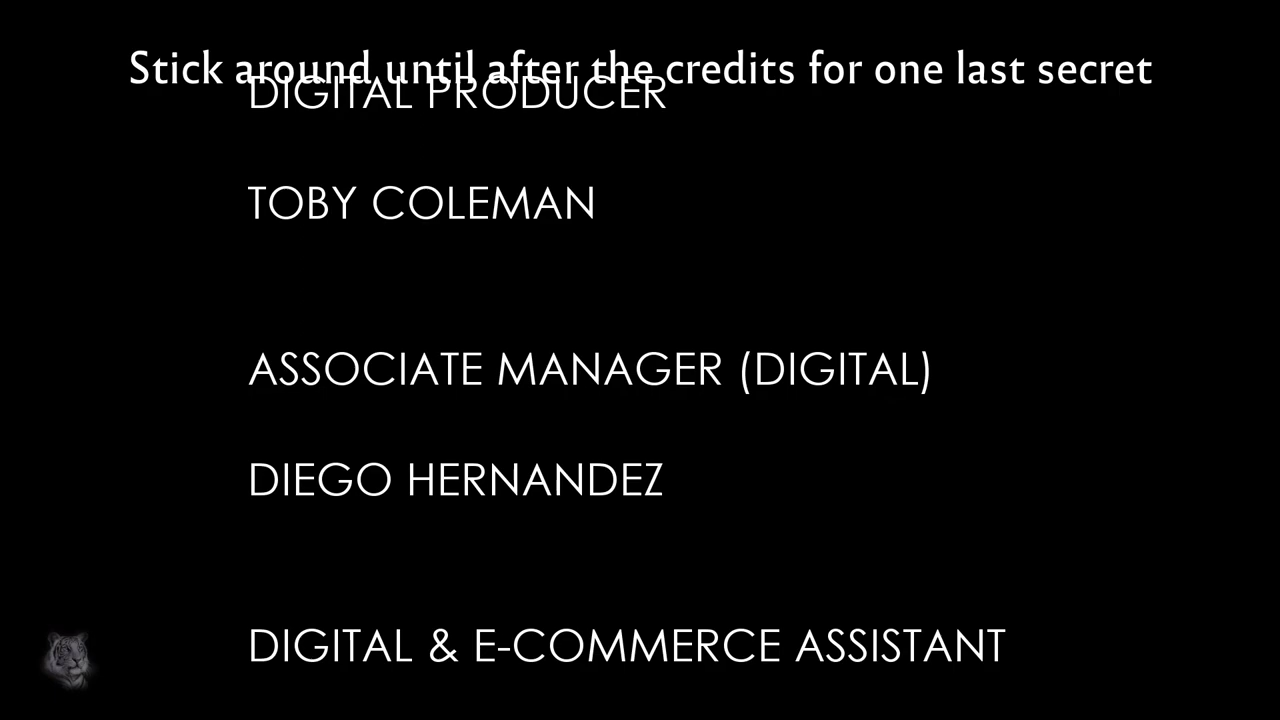 Stick around until after the credits for one last secret
DIGITAL PRODUCER
TOBY COLEMAN
ASSOCIATE MANAGER (DIGITAL)
DIEGO HERNANDEZ
DIGITAL & E-COMMERCE ASSISTANT